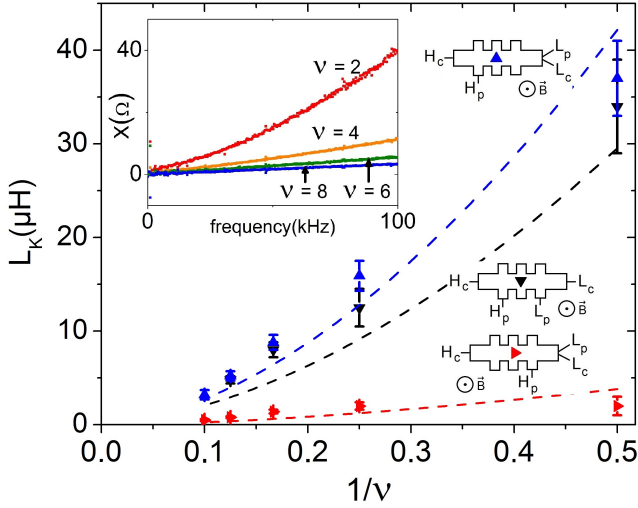 40
30
20
10
0
L_K(μH)
0.0 0.1 0.2 0.3 0.4 0.5
1/ν
40
0
X(Ω)
ν = 2
ν = 4
ν = 8 ν = 6
0 100
frequency(kHz)
H_c L_p
L_c
H_p
⊙ B⃗
H_c L_c
H_p L_p
⊙ B⃗
H_c L_p
L_c
⊙ B⃗ H_p